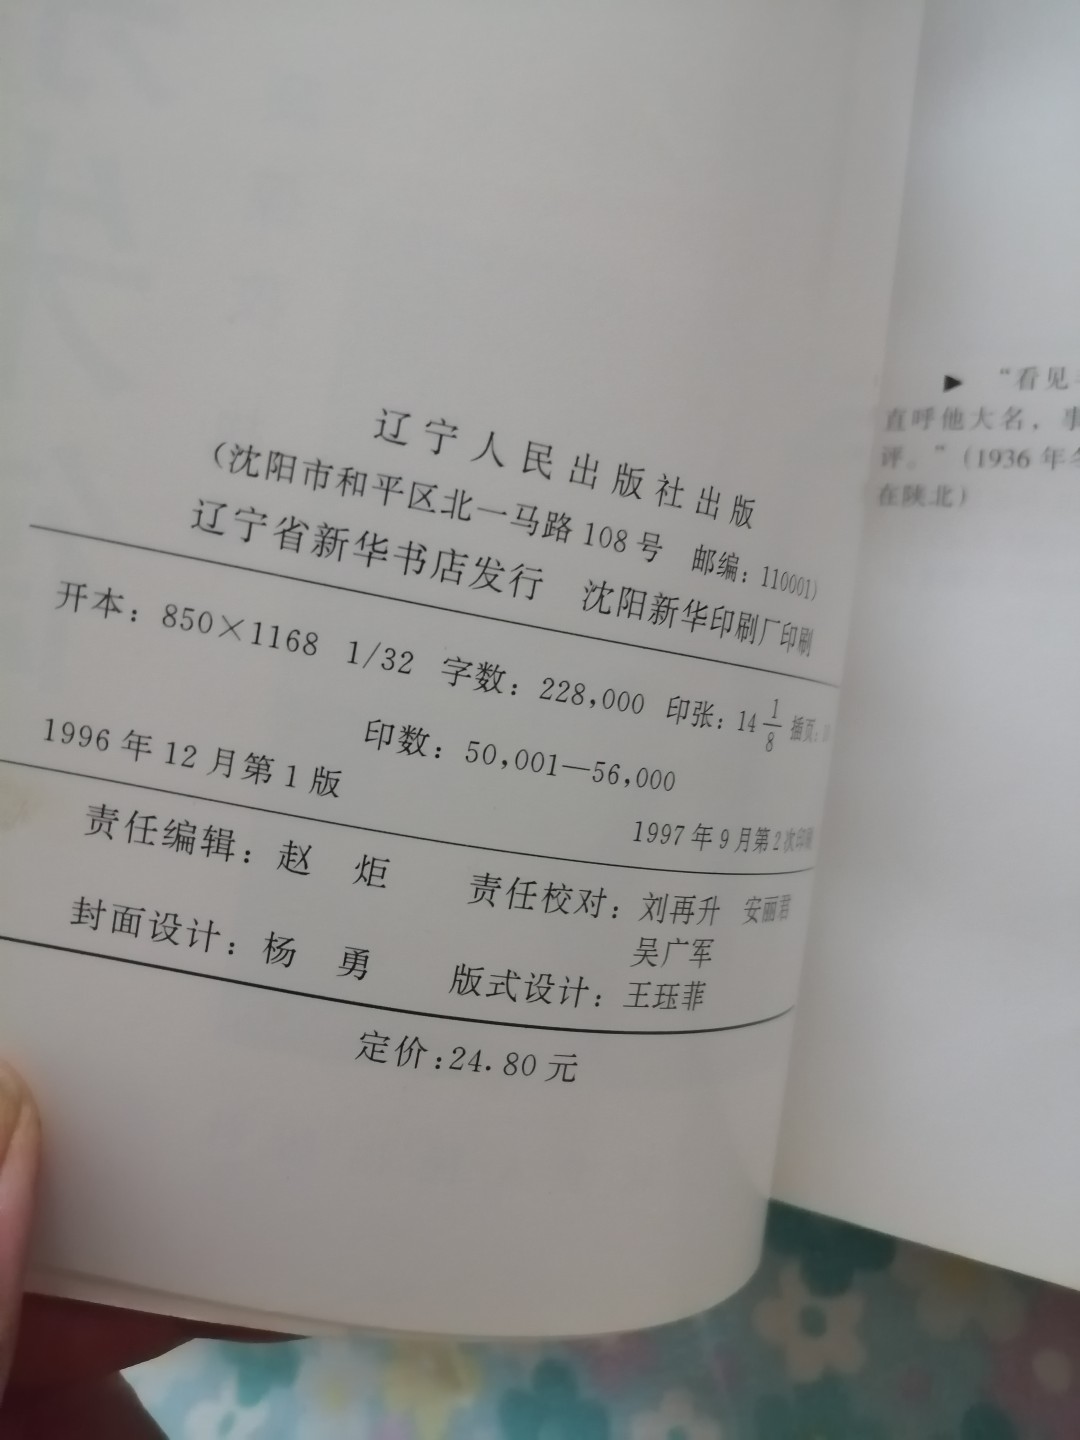 辽宁人民出版社出版
(沈阳市和平区北一马路108号 邮编:110001)
辽宁省新华书店发行 沈阳新华印刷厂印刷
开本:850×1168 1/32 字数:228,000 印张:14 1/8 插页:
印数:50,001—56,000
1996年12月第1版
1997年9月第2次印刷
责任编辑:赵 炬 责任校对:刘再升 安丽君
吴广军
封面设计:杨 勇 版式设计:王珏菲
定价:24.80元
▶ “看见
直呼他大名,事
评。”(1936年冬
在陕北)